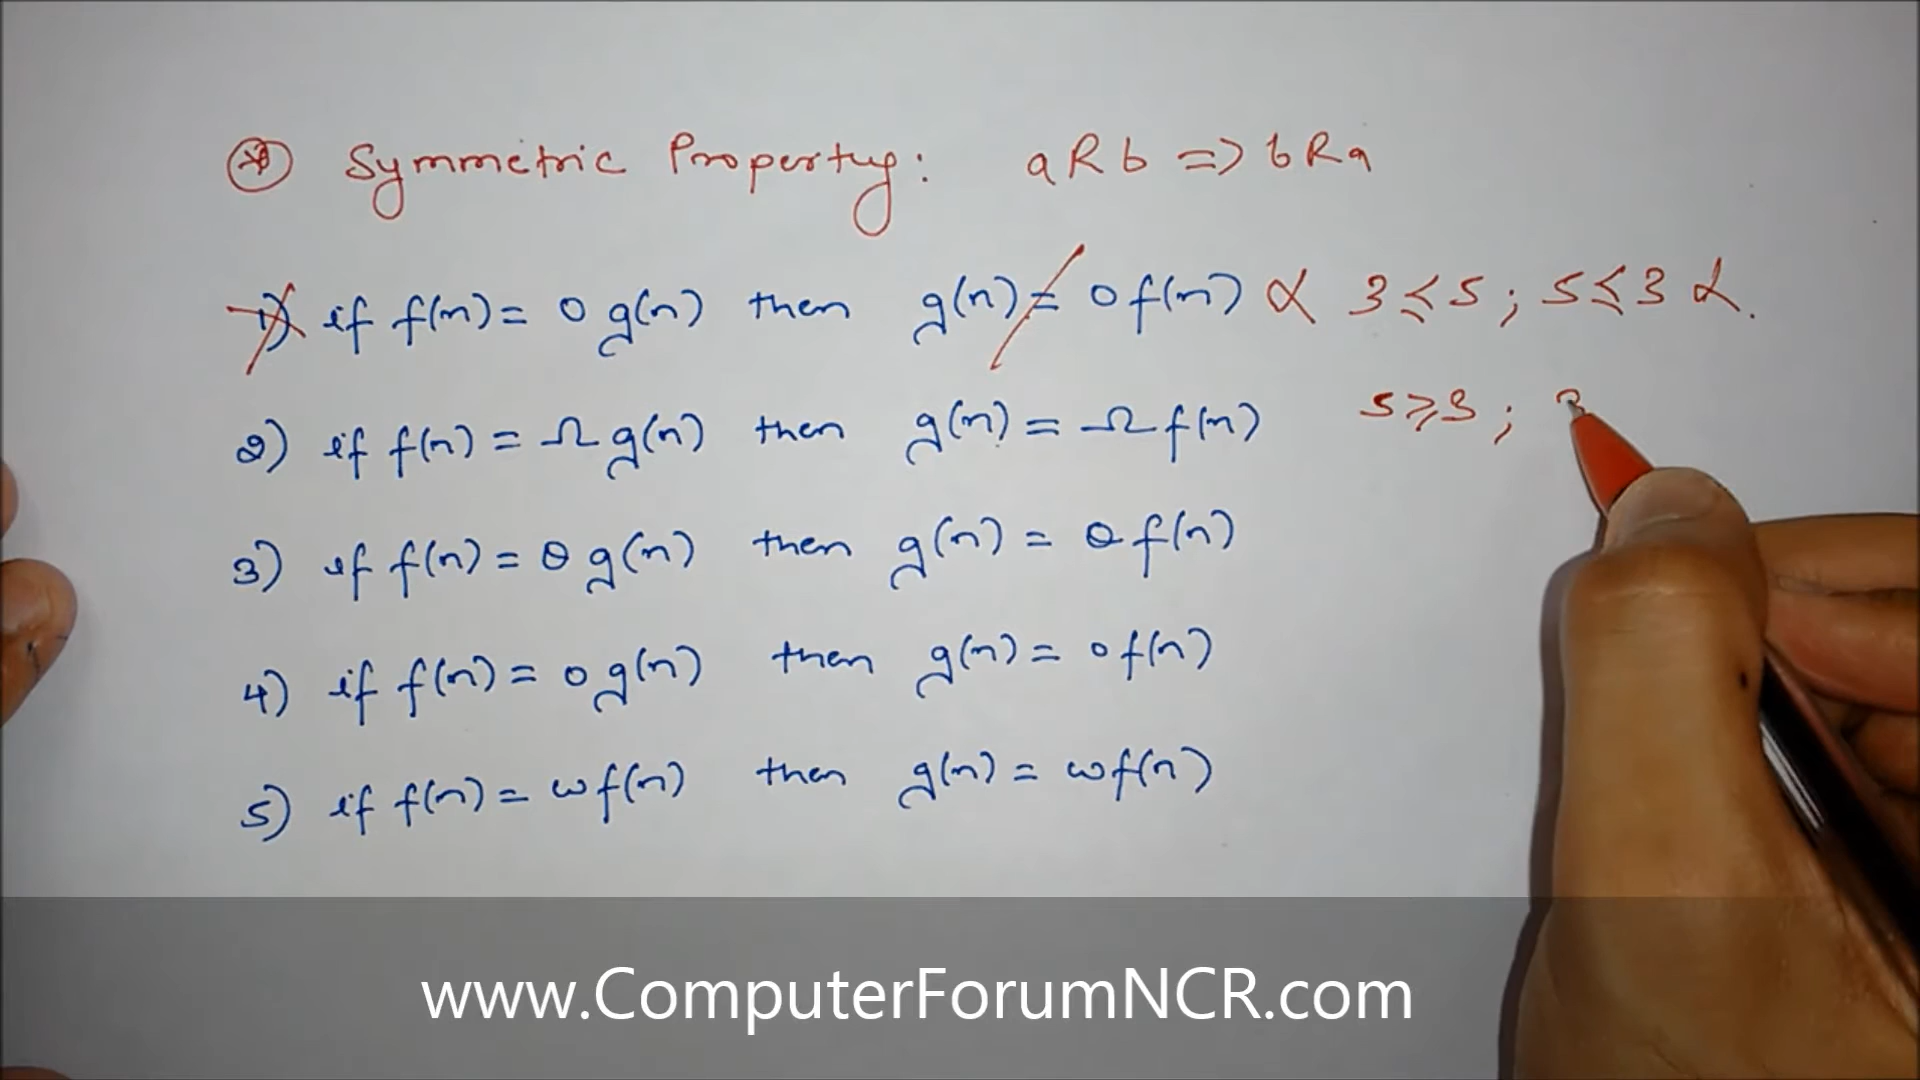 Symmetric Property: aRb => bRa
1) if f(n) = O g(n) then g(n) ≠ O f(n) × 3 ≤ 5 ; 5 ≤ 3 ×.
2) if f(n) = Ω g(n) then g(n) = Ω f(n) 5 ≥ 3 ;
3) if f(n) = θ g(n) then g(n) = θ f(n)
4) if f(n) = o g(n) then g(n) = o f(n)
5) if f(n) = ω f(n) then g(n) = ω f(n)
www.ComputerForumNCR.com